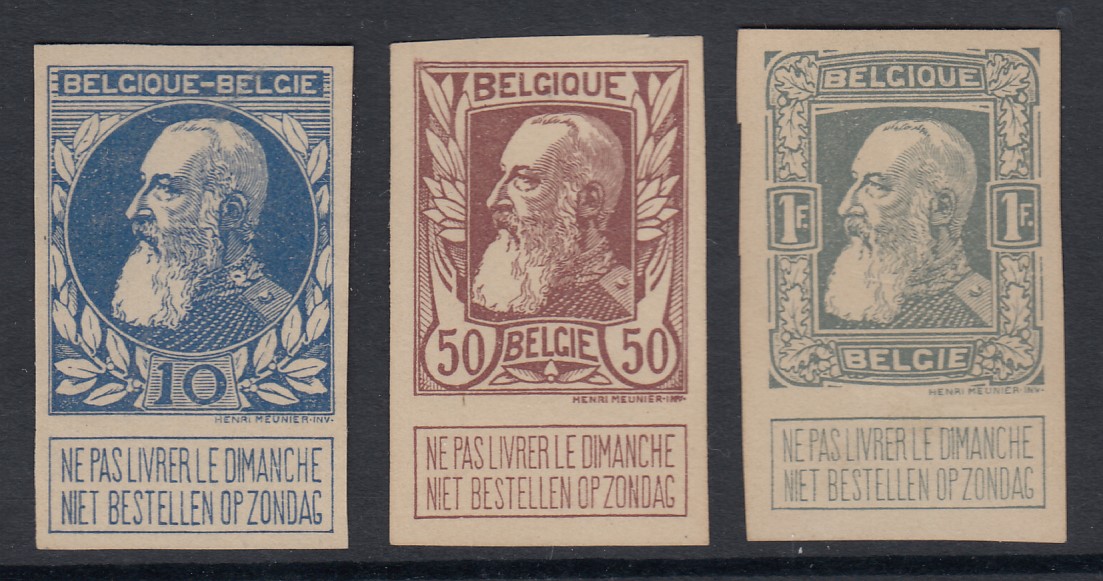 BELGIQUE-BELGIE
10
HENRI MEUNIER·INV·
NE PAS LIVRER LE DIMANCHE
NIET BESTELLEN OP ZONDAG
BELGIQUE
50 BELGIE 50
HENRI MEUNIER·INV·
NE PAS LIVRER LE DIMANCHE
NIET BESTELLEN OP ZONDAG
BELGIQUE
1F. 1F.
BELGIE
HENRI MEUNIER INV·
NE PAS LIVRER LE DIMANCHE
NIET BESTELLEN OP ZONDAG